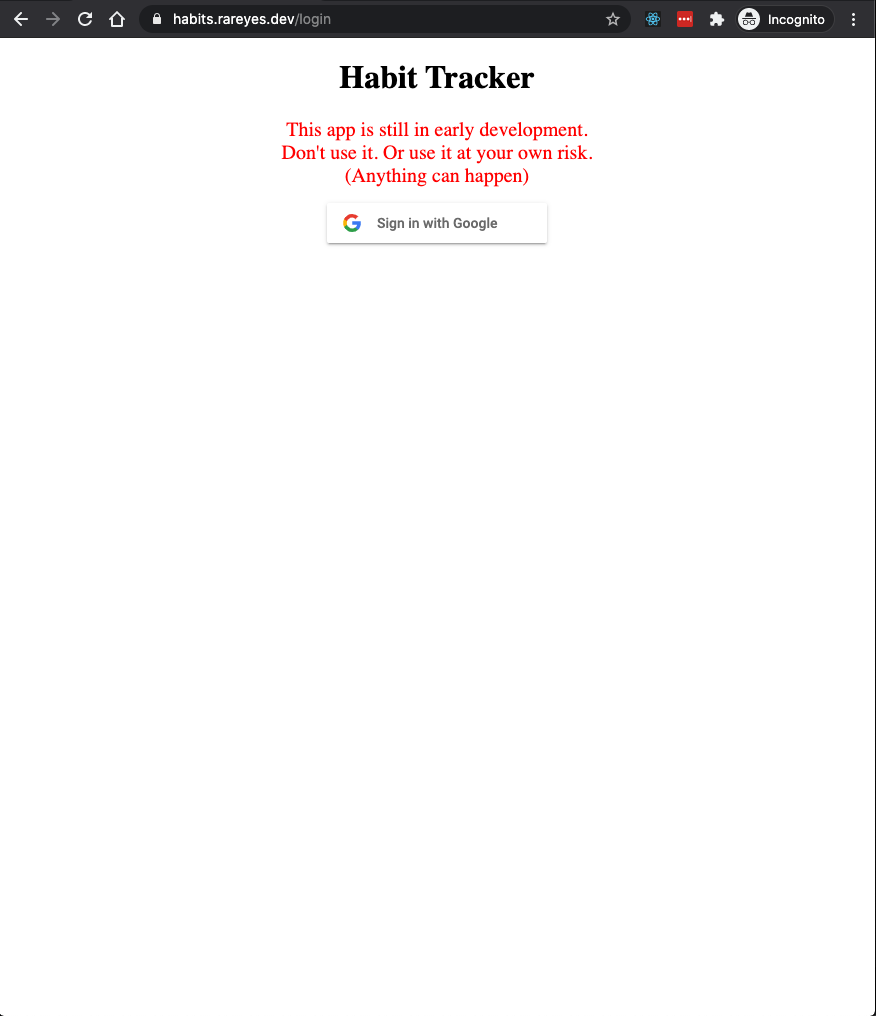 habits.rareyes.dev/login
Incognito
Habit Tracker
This app is still in early development.
Don't use it. Or use it at your own risk.
(Anything can happen)
Sign in with Google